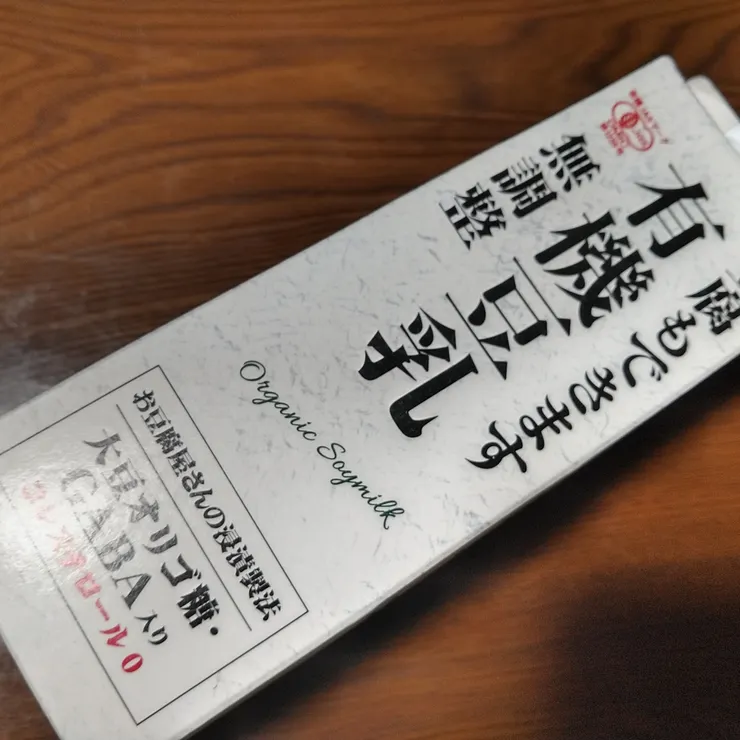 腐もできます
有機豆乳
無調整
Organic Soymilk
お豆腐屋さんの浸漬製法
大豆オリゴ糖・
GABA入り
コレステロール0